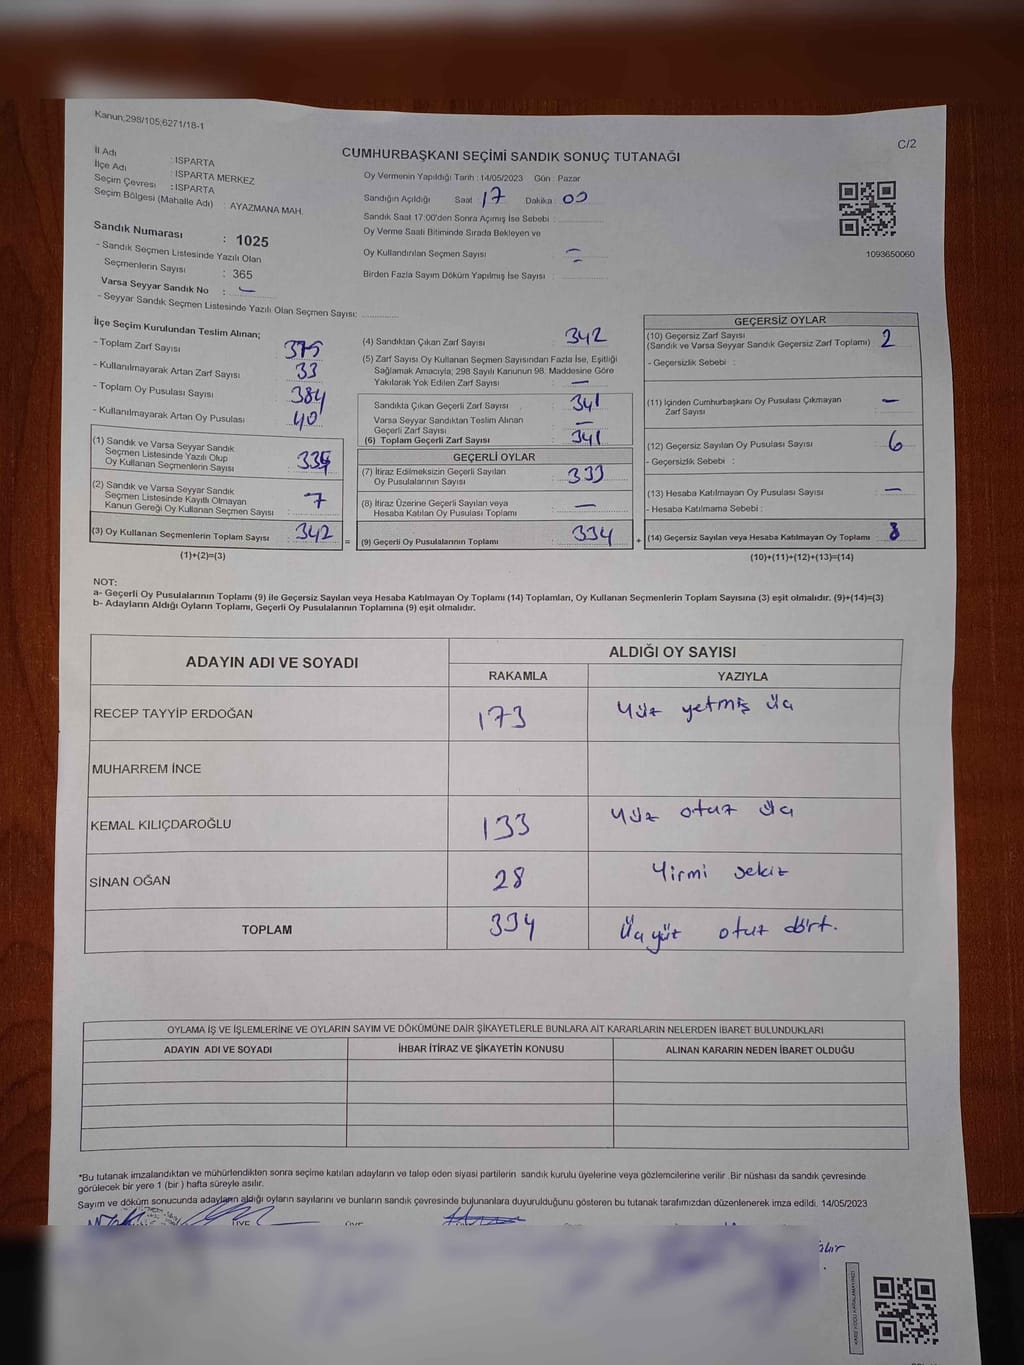 Kanun;298/105;6271/18-1
C/2
CUMHURBAŞKANI SEÇİMİ SANDIK SONUÇ TUTANAĞI
İl Adı : ISPARTA
İlçe Adı : ISPARTA MERKEZ
Seçim Çevresi : ISPARTA
Seçim Bölgesi (Mahalle Adı) : AYAZMANA MAH.
Oy Vermenin Yapıldığı Tarih : 14/05/2023 Gün : Pazar
Sandığın Açıldığı Saat 17 Dakika : 00
Sandık Saat 17:00'den Sonra Açılmış İse Sebebi :
Oy Verme Saati Bitiminde Sırada Bekleyen ve
Oy Kullandırılan Seçmen Sayısı : —
Birden Fazla Sayım Döküm Yapılmış İse Sayısı :
1093650060
Sandık Numarası : 1025
- Sandık Seçmen Listesinde Yazılı Olan
Seçmenlerin Sayısı : 365
Varsa Seyyar Sandık No : —
- Seyyar Sandık Seçmen Listesinde Yazılı Olan Seçmen Sayısı:
İlçe Seçim Kurulundan Teslim Alınan;
- Toplam Zarf Sayısı : 375
- Kullanılmayarak Artan Zarf Sayısı : 33
- Toplam Oy Pusulası Sayısı : 384
- Kullanılmayarak Artan Oy Pusulası : 40
(1) Sandık ve Varsa Seyyar Sandık
Seçmen Listesinde Yazılı Olup
Oy Kullanan Seçmenlerin Sayısı : 335
(2) Sandık ve Varsa Seyyar Sandık
Seçmen Listesinde Kayıtlı Olmayan
Kanun Gereği Oy Kullanan Seçmen Sayısı : 7
(3) Oy Kullanan Seçmenlerin Toplam Sayısı : 342
(1)+(2)=(3)
(4) Sandıktan Çıkan Zarf Sayısı : 342
(5) Zarf Sayısı Oy Kullanan Seçmen Sayısından Fazla İse, Eşitliği
Sağlamak Amacıyla, 298 Sayılı Kanunun 98. Maddesine Göre
Yakılarak Yok Edilen Zarf Sayısı : —
Sandıkta Çıkan Geçerli Zarf Sayısı : 341
Varsa Seyyar Sandıktan Teslim Alınan
Geçerli Zarf Sayısı : —
(6) Toplam Geçerli Zarf Sayısı : 341
GEÇERLİ OYLAR
(7) İtiraz Edilmeksizin Geçerli Sayılan
Oy Pusulalarının Sayısı : 333
(8) İtiraz Üzerine Geçerli Sayılan veya
Hesaba Katılan Oy Pusulası Toplamı : —
(9) Geçerli Oy Pusulalarının Toplamı : 334
GEÇERSİZ OYLAR
(10) Geçersiz Zarf Sayısı
(Sandık ve Varsa Seyyar Sandık Geçersiz Zarf Toplamı) : 2
- Geçersizlik Sebebi :
(11) İçinden Cumhurbaşkanı Oy Pusulası Çıkmayan
Zarf Sayısı : —
(12) Geçersiz Sayılan Oy Pusulası Sayısı : 6
- Geçersizlik Sebebi :
(13) Hesaba Katılmayan Oy Pusulası Sayısı : —
- Hesaba Katılmama Sebebi :
(14) Geçersiz Sayılan veya Hesaba Katılmayan Oy Toplamı : 8
(10)+(11)+(12)+(13)=(14)
NOT:
a- Geçerli Oy Pusulalarının Toplamı (9) ile Geçersiz Sayılan veya Hesaba Katılmayan Oy Toplamı (14) Toplamları, Oy Kullanan Seçmenlerin Toplam Sayısına (3) eşit olmalıdır. (9)+(14)=(3)
b- Adayların Aldığı Oyların Toplamı, Geçerli Oy Pusulalarının Toplamına (9) eşit olmalıdır.
ADAYIN ADI VE SOYADI ALDIĞI OY SAYISI
RAKAMLA YAZIYLA
RECEP TAYYİP ERDOĞAN 173 Yüz yetmiş üç
MUHARREM İNCE
KEMAL KILIÇDAROĞLU 133 Yüz otuz üç
SİNAN OĞAN 28 Yirmi sekiz
TOPLAM 334 Üç yüz otuz dört.
OYLAMA İŞ VE İŞLEMLERİNE VE OYLARIN SAYIM VE DÖKÜMÜNE DAİR ŞİKAYETLERLE BUNLARA AİT KARARLARIN NELERDEN İBARET BULUNDUKLARI
ADAYIN ADI VE SOYADI İHBAR İTİRAZ VE ŞİKAYETİN KONUSU ALINAN KARARIN NEDEN İBARET OLDUĞU
*Bu tutanak imzalandıktan ve mühürlendikten sonra seçime katılan adayların ve talep eden siyasi partilerin sandık kurulu üyelerine veya gözlemcilerine verilir. Bir nüshası da sandık çevresinde
görülecek bir yere 1 (bir) hafta süreyle asılır.
Sayım ve döküm sonucunda adayların aldığı oyların sayılarını ve bunların sandık çevresinde bulunanlara duyurulduğunu gösteren bu tutanak tarafımızdan düzenlenerek imza edildi. 14/05/2023